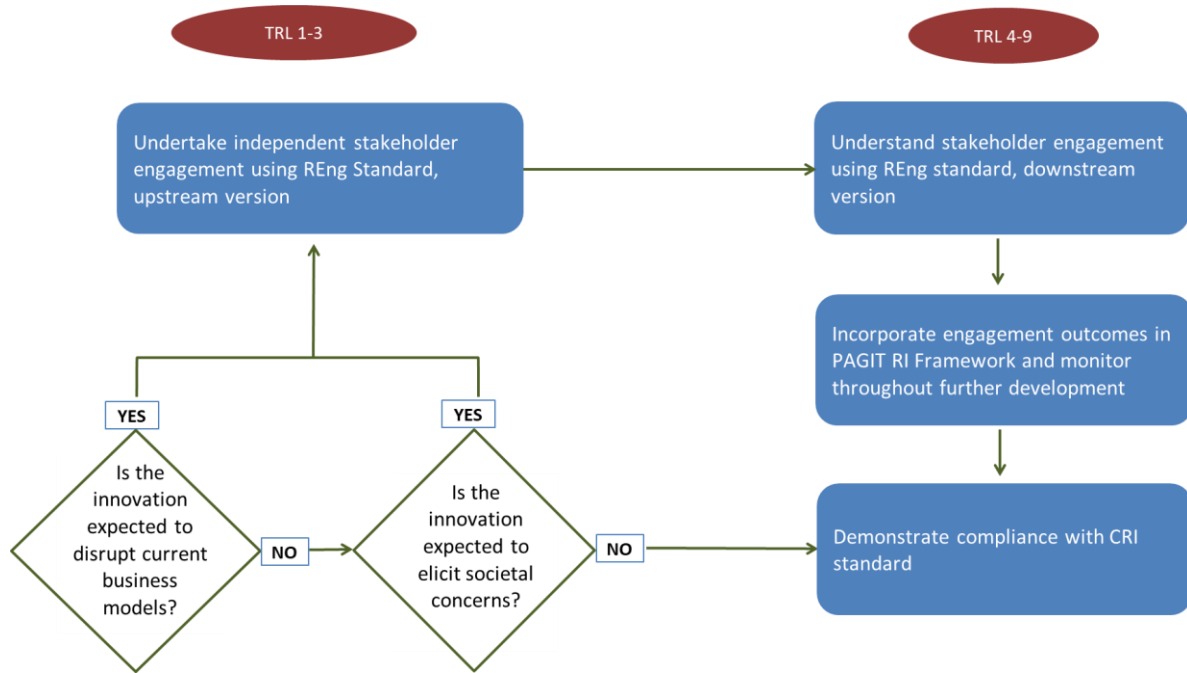 TRL 1-3
TRL 4-9
Undertake independent stakeholder
engagement using REng Standard,
upstream version
Understand stakeholder engagement
using REng standard, downstream
version
Incorporate engagement outcomes in
PAGIT RI Framework and monitor
throughout further development
YES
YES
Is the
innovation
expected to
disrupt current
business
models?
NO
Is the
innovation
expected to
elicit societal
concerns?
NO
Demonstrate compliance with CRI
standard